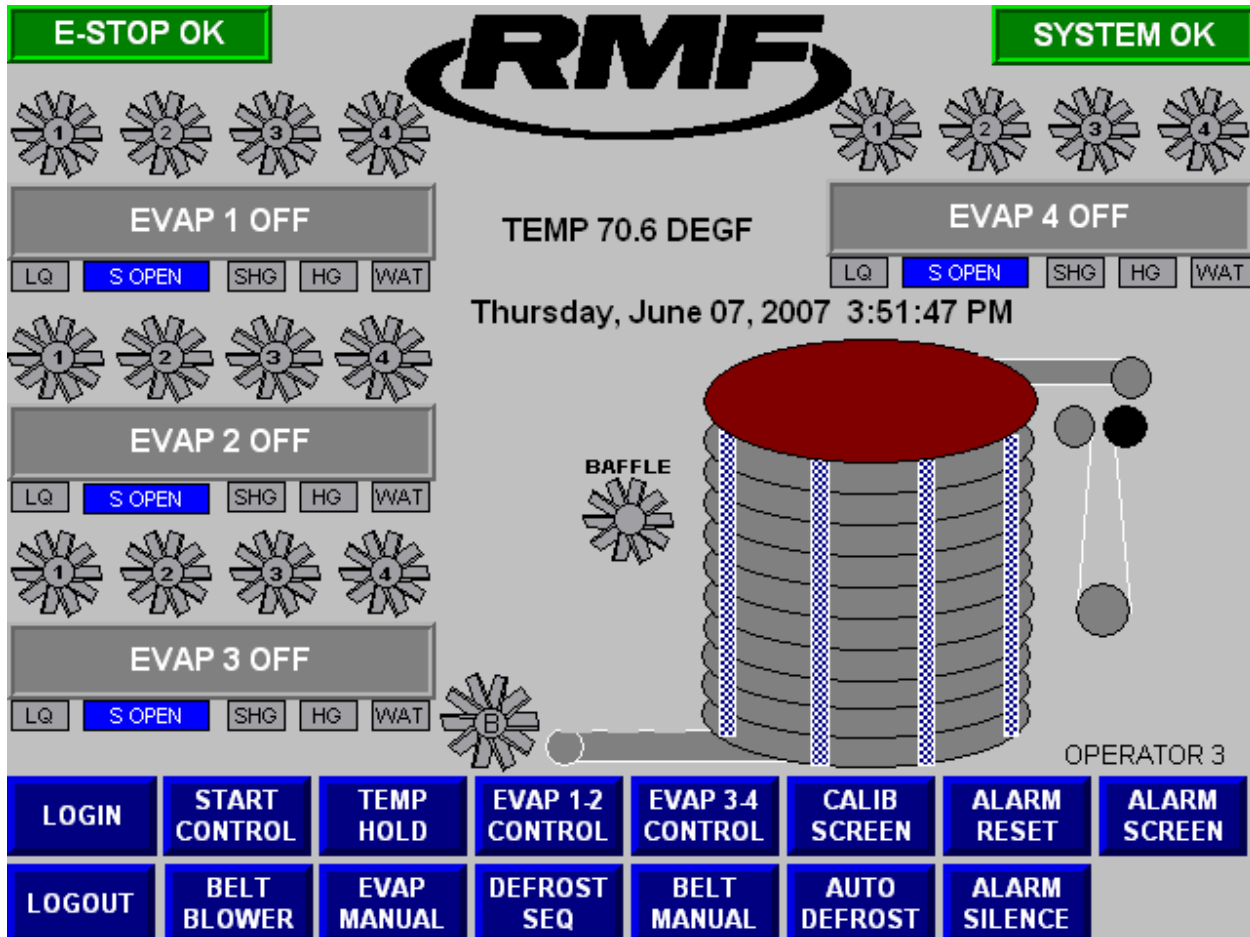 E-STOP OK
RMF
SYSTEM OK
1 2 3 4
EVAP 1 OFF
LQ S OPEN SHG HG WAT
1 2 3 4
EVAP 4 OFF
LQ S OPEN SHG HG WAT
TEMP 70.6 DEGF
Thursday, June 07, 2007 3:51:47 PM
1 2 3 4
EVAP 2 OFF
LQ S OPEN SHG HG WAT
BAFFLE
1 2 3 4
EVAP 3 OFF
LQ S OPEN SHG HG WAT
B
OPERATOR 3
LOGIN
START
CONTROL
TEMP
HOLD
EVAP 1-2
CONTROL
EVAP 3-4
CONTROL
CALIB
SCREEN
ALARM
RESET
ALARM
SCREEN
LOGOUT
BELT
BLOWER
EVAP
MANUAL
DEFROST
SEQ
BELT
MANUAL
AUTO
DEFROST
ALARM
SILENCE